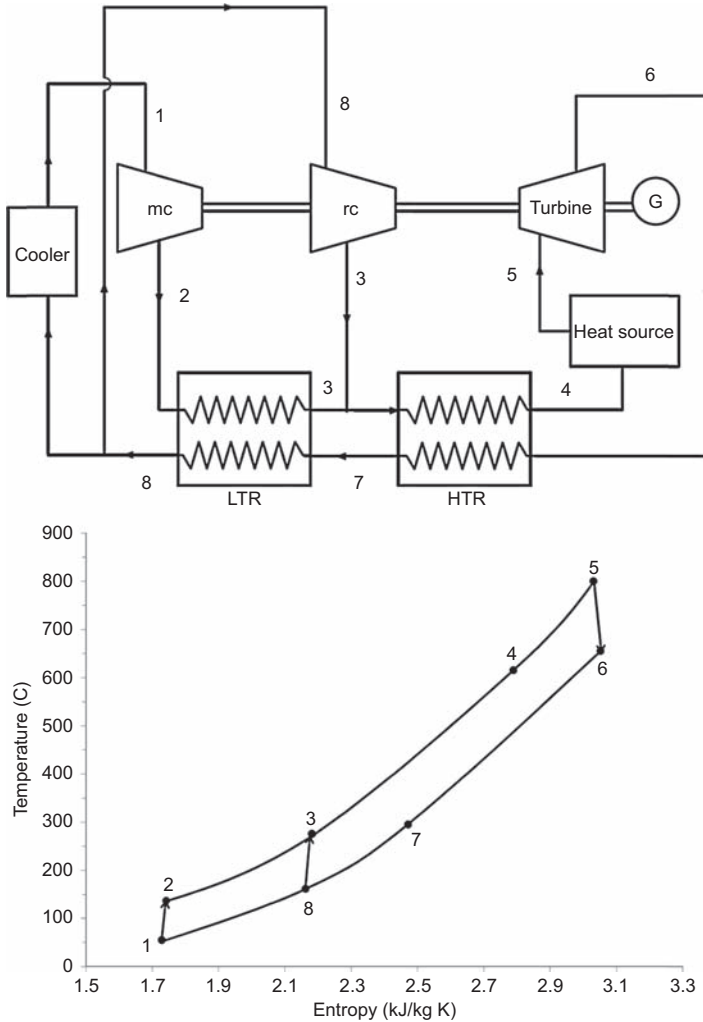 6
1
8
mc
rc
Turbine
G
Cooler
2
3
5
Heat source
3
4
8
7
LTR
HTR
900
800
700
600
500
400
300
200
100
0
Temperature (C)
5
4
6
3
7
2
8
1
1.5 1.7 1.9 2.1 2.3 2.5 2.7 2.9 3.1 3.3
Entropy (kJ/kg K)